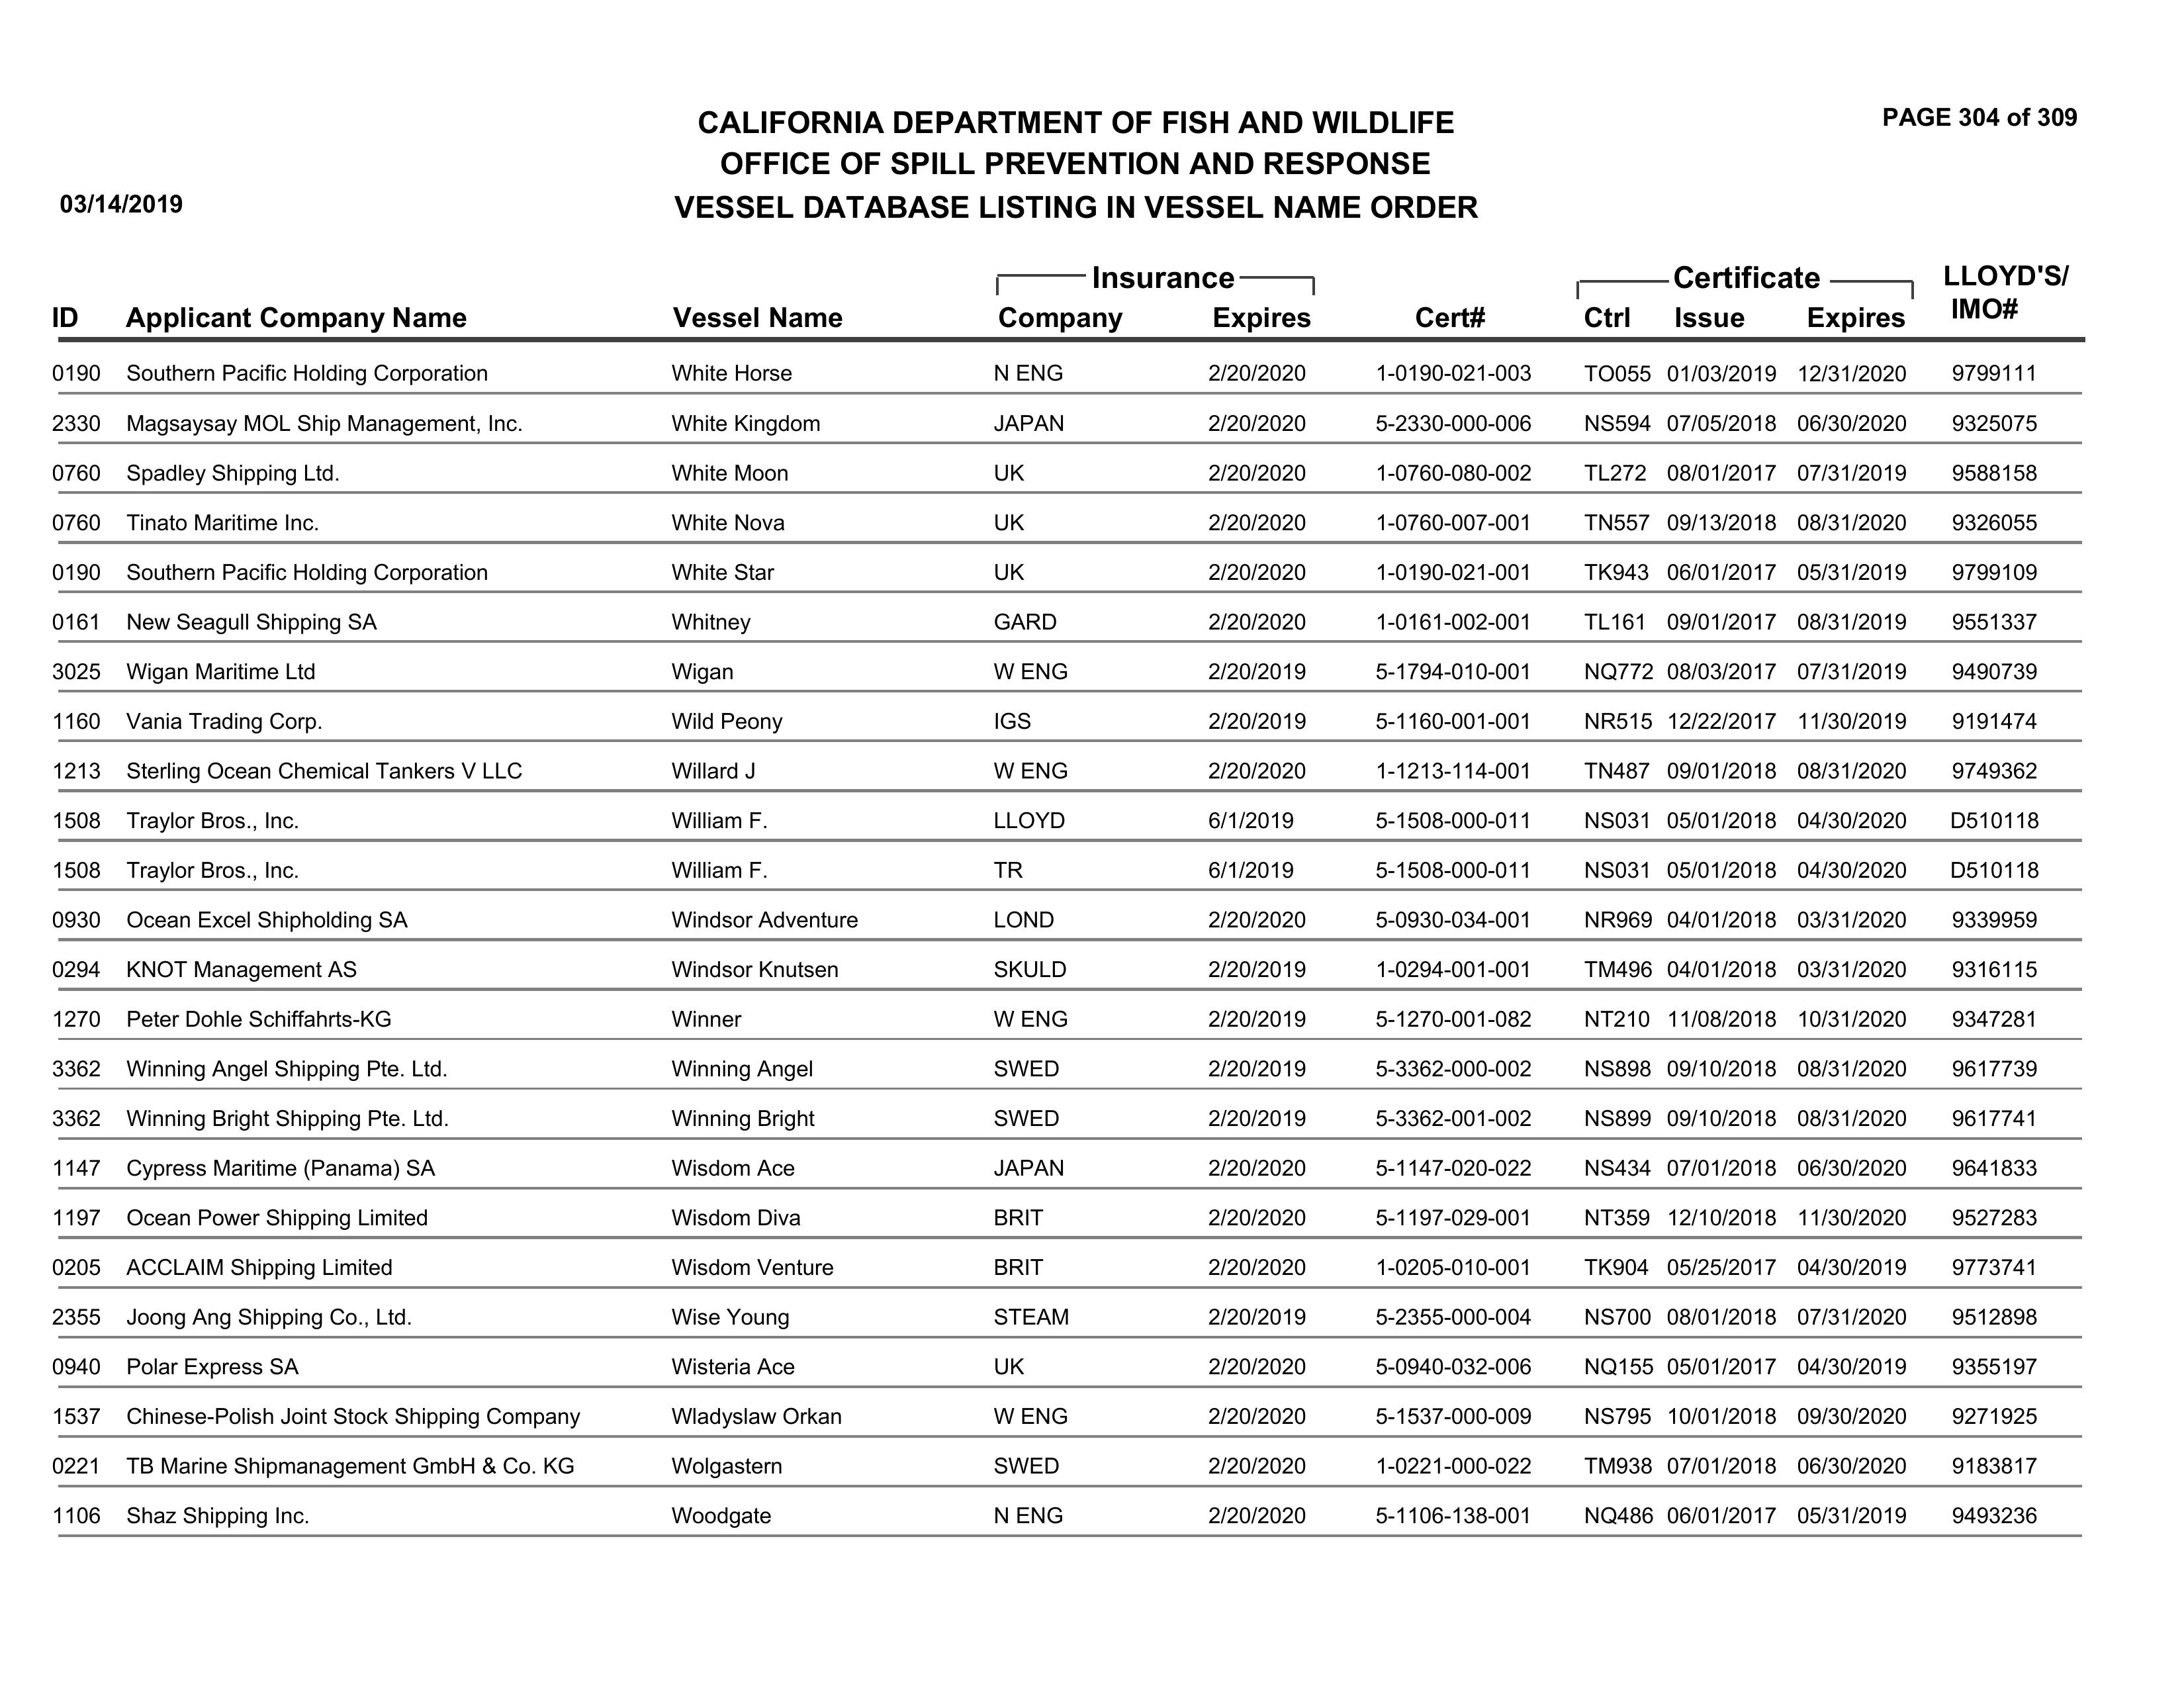 PAGE 304 of 309
CALIFORNIA DEPARTMENT OF FISH AND WILDLIFE
OFFICE OF SPILL PREVENTION AND RESPONSE
03/14/2019 VESSEL DATABASE LISTING IN VESSEL NAME ORDER
Insurance Certificate LLOYD'S/
ID Applicant Company Name Vessel Name Company Expires Cert# Ctrl Issue Expires IMO#
0190 Southern Pacific Holding Corporation White Horse N ENG 2/20/2020 1-0190-021-003 TO055 01/03/2019 12/31/2020 9799111
2330 Magsaysay MOL Ship Management, Inc. White Kingdom JAPAN 2/20/2020 5-2330-000-006 NS594 07/05/2018 06/30/2020 9325075
0760 Spadley Shipping Ltd. White Moon UK 2/20/2020 1-0760-080-002 TL272 08/01/2017 07/31/2019 9588158
0760 Tinato Maritime Inc. White Nova UK 2/20/2020 1-0760-007-001 TN557 09/13/2018 08/31/2020 9326055
0190 Southern Pacific Holding Corporation White Star UK 2/20/2020 1-0190-021-001 TK943 06/01/2017 05/31/2019 9799109
0161 New Seagull Shipping SA Whitney GARD 2/20/2020 1-0161-002-001 TL161 09/01/2017 08/31/2019 9551337
3025 Wigan Maritime Ltd Wigan W ENG 2/20/2019 5-1794-010-001 NQ772 08/03/2017 07/31/2019 9490739
1160 Vania Trading Corp. Wild Peony IGS 2/20/2019 5-1160-001-001 NR515 12/22/2017 11/30/2019 9191474
1213 Sterling Ocean Chemical Tankers V LLC Willard J W ENG 2/20/2020 1-1213-114-001 TN487 09/01/2018 08/31/2020 9749362
1508 Traylor Bros., Inc. William F. LLOYD 6/1/2019 5-1508-000-011 NS031 05/01/2018 04/30/2020 D510118
1508 Traylor Bros., Inc. William F. TR 6/1/2019 5-1508-000-011 NS031 05/01/2018 04/30/2020 D510118
0930 Ocean Excel Shipholding SA Windsor Adventure LOND 2/20/2020 5-0930-034-001 NR969 04/01/2018 03/31/2020 9339959
0294 KNOT Management AS Windsor Knutsen SKULD 2/20/2019 1-0294-001-001 TM496 04/01/2018 03/31/2020 9316115
1270 Peter Dohle Schiffahrts-KG Winner W ENG 2/20/2019 5-1270-001-082 NT210 11/08/2018 10/31/2020 9347281
3362 Winning Angel Shipping Pte. Ltd. Winning Angel SWED 2/20/2019 5-3362-000-002 NS898 09/10/2018 08/31/2020 9617739
3362 Winning Bright Shipping Pte. Ltd. Winning Bright SWED 2/20/2019 5-3362-001-002 NS899 09/10/2018 08/31/2020 9617741
1147 Cypress Maritime (Panama) SA Wisdom Ace JAPAN 2/20/2020 5-1147-020-022 NS434 07/01/2018 06/30/2020 9641833
1197 Ocean Power Shipping Limited Wisdom Diva BRIT 2/20/2020 5-1197-029-001 NT359 12/10/2018 11/30/2020 9527283
0205 ACCLAIM Shipping Limited Wisdom Venture BRIT 2/20/2020 1-0205-010-001 TK904 05/25/2017 04/30/2019 9773741
2355 Joong Ang Shipping Co., Ltd. Wise Young STEAM 2/20/2019 5-2355-000-004 NS700 08/01/2018 07/31/2020 9512898
0940 Polar Express SA Wisteria Ace UK 2/20/2020 5-0940-032-006 NQ155 05/01/2017 04/30/2019 9355197
1537 Chinese-Polish Joint Stock Shipping Company Wladyslaw Orkan W ENG 2/20/2020 5-1537-000-009 NS795 10/01/2018 09/30/2020 9271925
0221 TB Marine Shipmanagement GmbH & Co. KG Wolgastern SWED 2/20/2020 1-0221-000-022 TM938 07/01/2018 06/30/2020 9183817
1106 Shaz Shipping Inc. Woodgate N ENG 2/20/2020 5-1106-138-001 NQ486 06/01/2017 05/31/2019 9493236